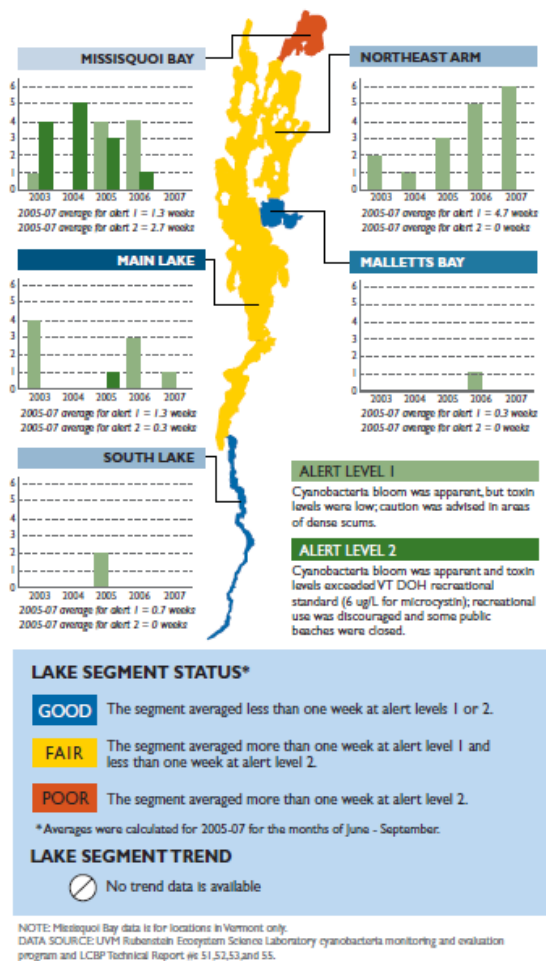 MISSISQUOI BAY
NORTHEAST ARM
6
5
4
3
2
1
0
2003 2004 2005 2006 2007
2005-07 average for alert 1 = 1.3 weeks
2005-07 average for alert 2 = 2.7 weeks
6
5
4
3
2
1
0
2003 2004 2005 2006 2007
2005-07 average for alert 1 = 4.7 weeks
2005-07 average for alert 2 = 0 weeks
MAIN LAKE
MALLETTS BAY
6
5
4
3
2
1
0
2003 2004 2005 2006 2007
2005-07 average for alert 1 = 1.3 weeks
2005-07 average for alert 2 = 0.3 weeks
6
5
4
3
2
1
0
2003 2004 2005 2006 2007
2005-07 average for alert 1 = 0.3 weeks
2005-07 average for alert 2 = 0 weeks
SOUTH LAKE
6
5
4
3
2
1
0
2003 2004 2005 2006 2007
2005-07 average for alert 1 = 0.7 weeks
2005-07 average for alert 2 = 0 weeks
ALERT LEVEL 1
Cyanobacteria bloom was apparent, but toxin
levels were low; caution was advised in areas
of dense scums.
ALERT LEVEL 2
Cyanobacteria bloom was apparent and toxin
levels exceeded VT DOH recreational
standard (6 ug/L for microcystin); recreational
use was discouraged and some public
beaches were closed.
LAKE SEGMENT STATUS*
GOOD The segment averaged less than one week at alert levels 1 or 2.
FAIR The segment averaged more than one week at alert level 1 and
less than one week at alert level 2.
POOR The segment averaged more than one week at alert level 2.
*Averages were calculated for 2005-07 for the months of June - September.
LAKE SEGMENT TREND
No trend data is available
NOTE: Missisquoi Bay data is for locations in Vermont only.
DATA SOURCE: UVM Rubenstein Ecosystem Science Laboratory cyanobacteria monitoring and evaluation
program and LCBP Technical Report #s 51,52,53,and 55.